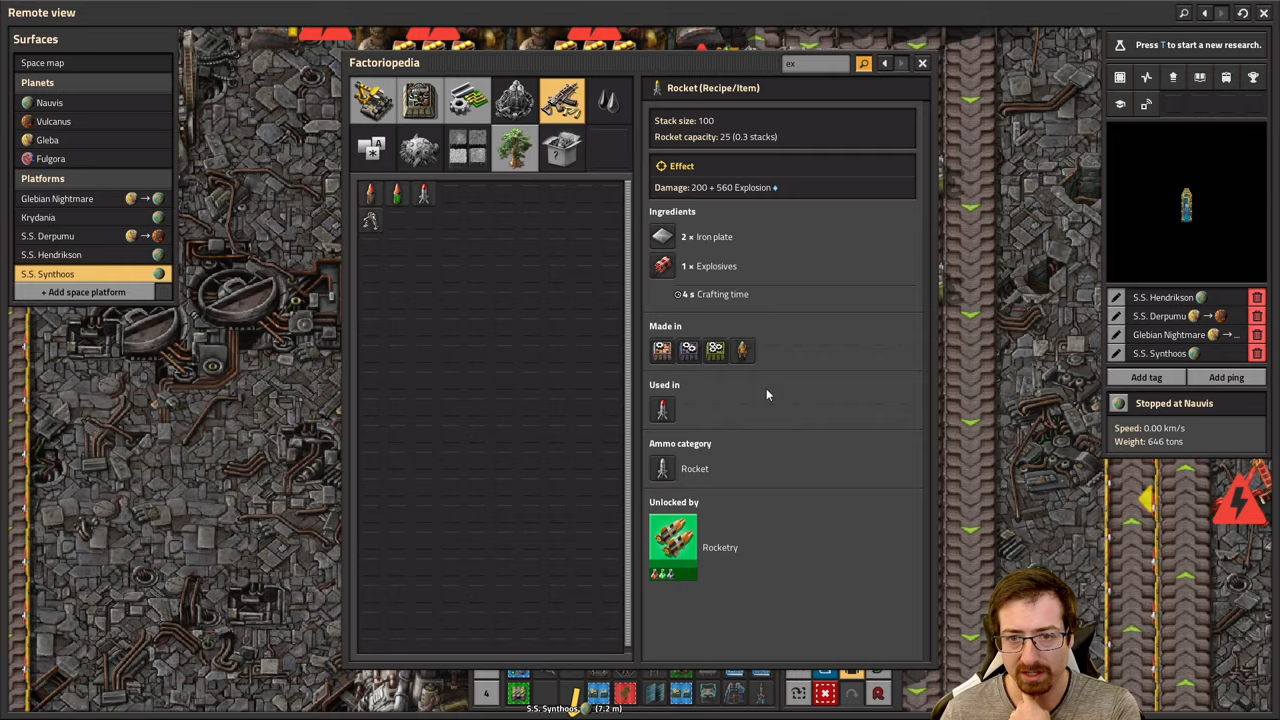 Remote view
Surfaces
Space map
Planets
Nauvis
Vulcanus
Gleba
Fulgora
Platforms
Glebian Nightmare →
Krydania
S.S. Derpumu →
S.S. Hendrikson
S.S. Synthoos
+ Add space platform
Factoriopedia
ex
A
?
Rocket (Recipe/Item)
Stack size: 100
Rocket capacity: 25 (0.3 stacks)
Effect
Damage: 200 + 560 Explosion
Ingredients
2 × Iron plate
1 × Explosives
4 s Crafting time
Made in
Used in
Ammo category
Rocket
Unlocked by
Rocketry
Press T to start a new research.
S.S. Hendrikson
S.S. Derpumu →
Glebian Nightmare → ...
S.S. Synthoos
Add tag
Add ping
Stopped at Nauvis
Speed: 0.00 km/s
Weight: 646 tons
4
R
S.S. Synthoos (7.2 m)